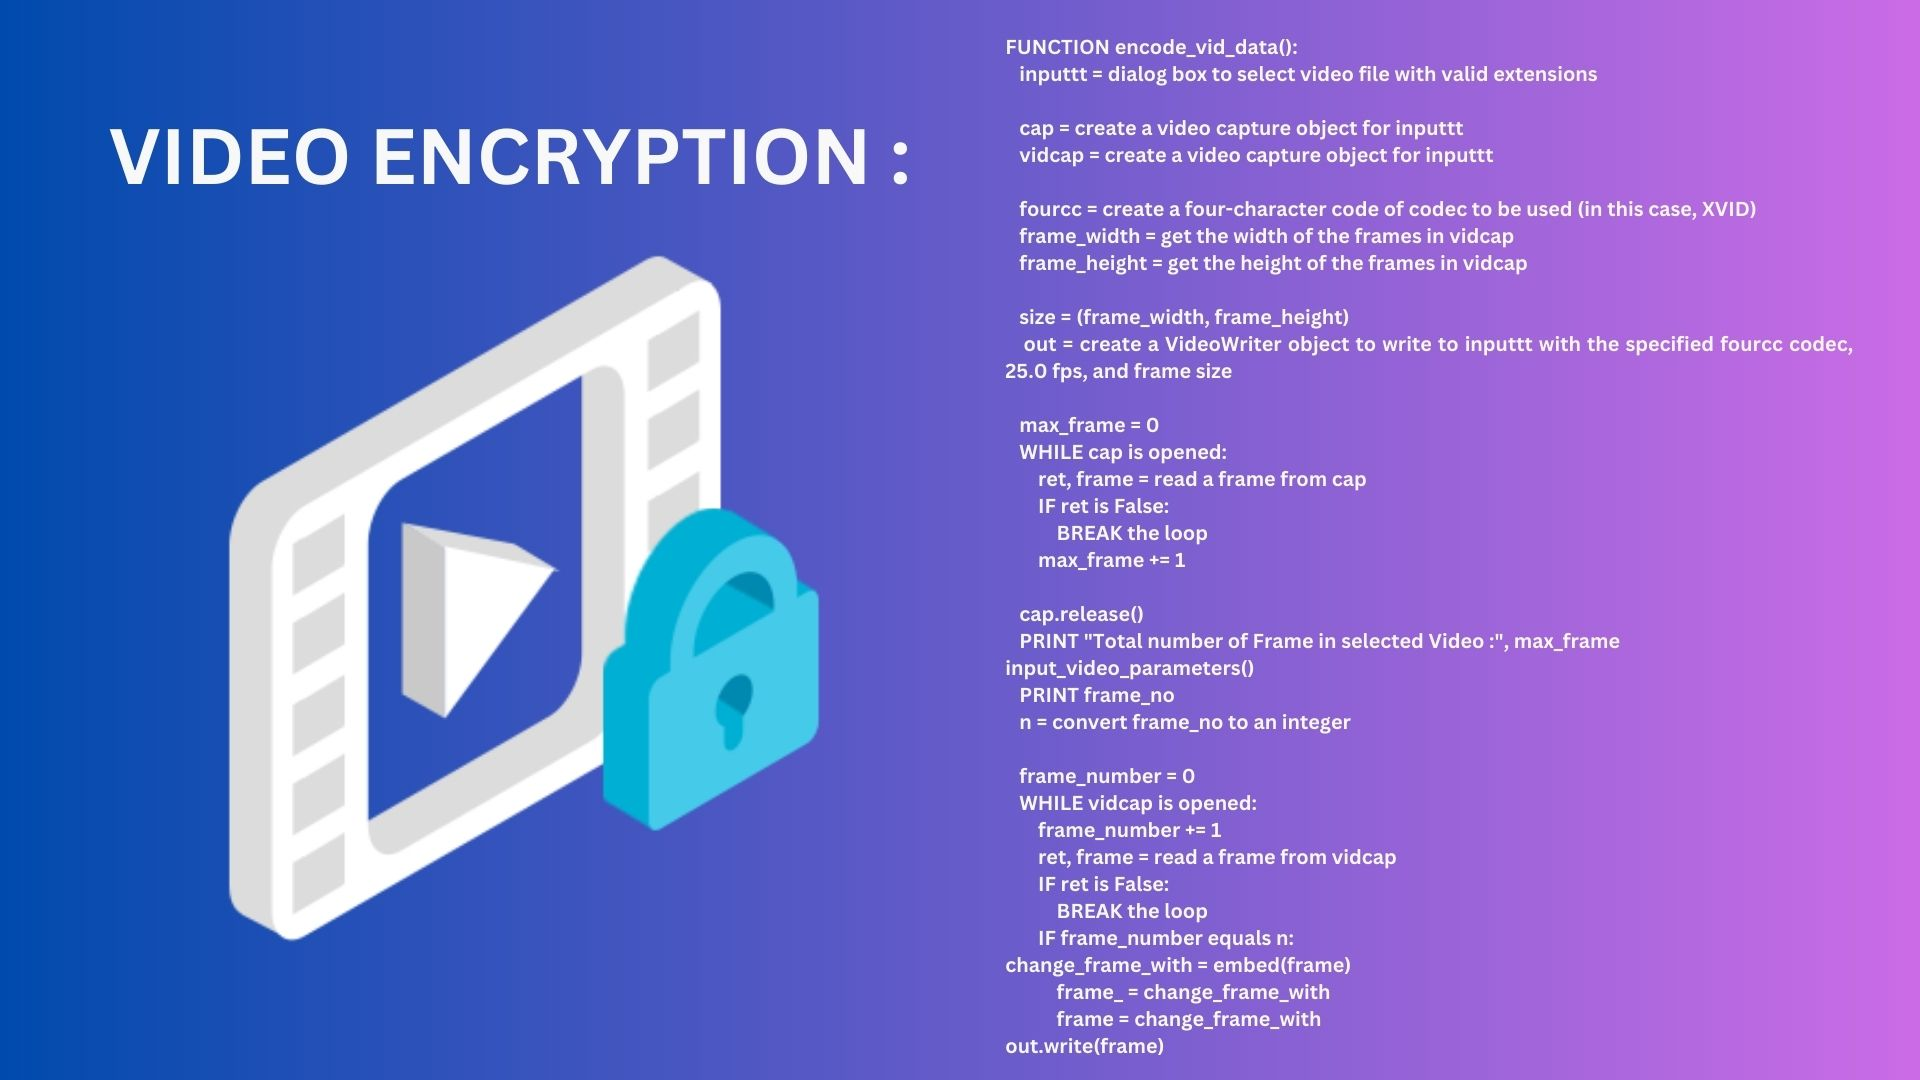 VIDEO ENCRYPTION :
FUNCTION encode_vid_data():
inputtt = dialog box to select video file with valid extensions
cap = create a video capture object for inputtt
vidcap = create a video capture object for inputtt
fourcc = create a four-character code of codec to be used (in this case, XVID)
frame_width = get the width of the frames in vidcap
frame_height = get the height of the frames in vidcap
size = (frame_width, frame_height)
out = create a VideoWriter object to write to inputtt with the specified fourcc codec,
25.0 fps, and frame size
max_frame = 0
WHILE cap is opened:
ret, frame = read a frame from cap
IF ret is False:
BREAK the loop
max_frame += 1
cap.release()
PRINT "Total number of Frame in selected Video :", max_frame
input_video_parameters()
PRINT frame_no
n = convert frame_no to an integer
frame_number = 0
WHILE vidcap is opened:
frame_number += 1
ret, frame = read a frame from vidcap
IF ret is False:
BREAK the loop
IF frame_number equals n:
change_frame_with = embed(frame)
frame_ = change_frame_with
frame = change_frame_with
out.write(frame)